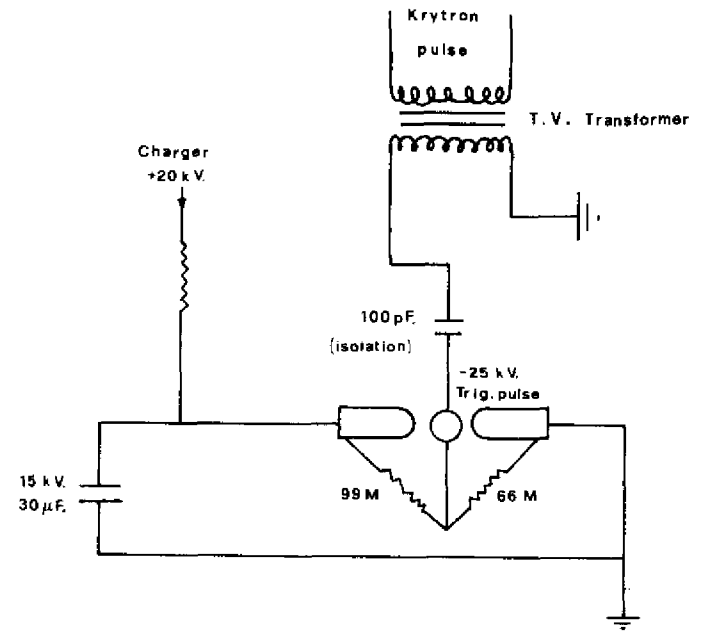 Krytron
pulse
T.V. Transformer
Charger
+20 kV.
100 pF.
(isolation)
-25 kV.
Trig. pulse
15 kV.
30 µF.
99 M
66 M